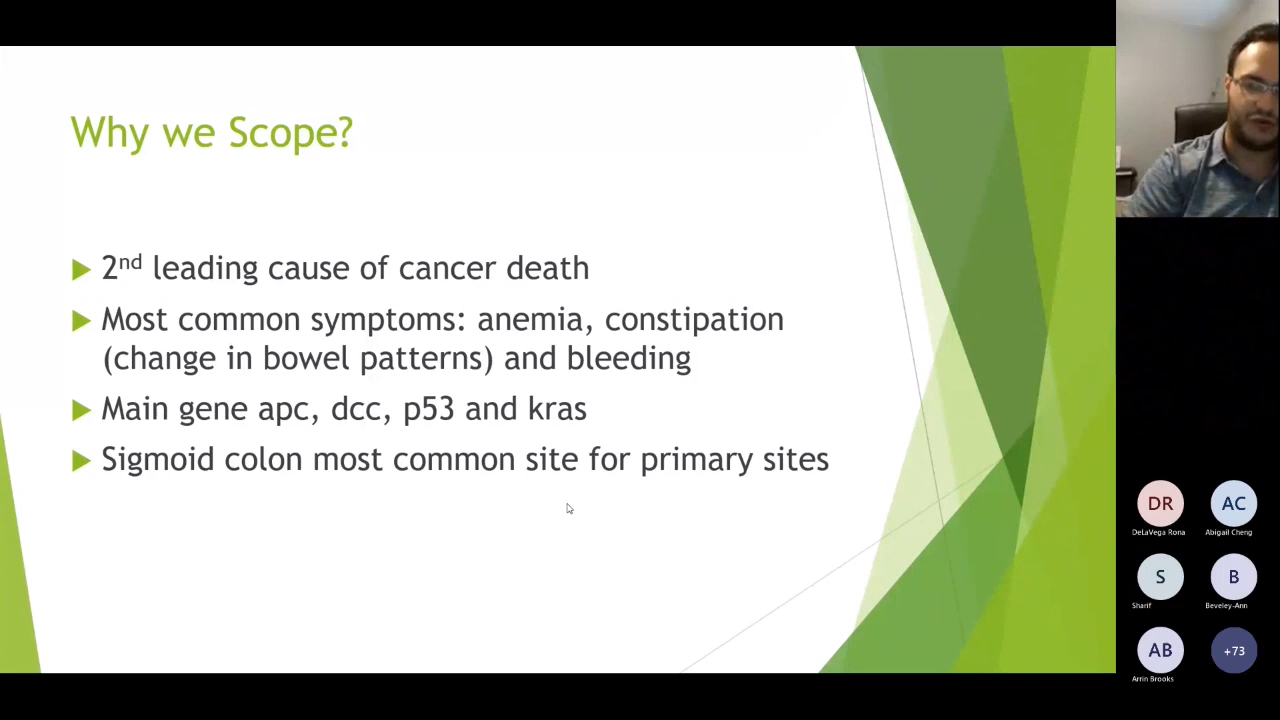 Why we Scope?
2nd leading cause of cancer death
Most common symptoms: anemia, constipation
(change in bowel patterns) and bleeding
Main gene apc, dcc, p53 and kras
Sigmoid colon most common site for primary sites
DR
AC
DeLaVega Rona
Abigail Cheng
S
B
Sharif
Beveley-Ann
AB
+73
Arrin Brooks